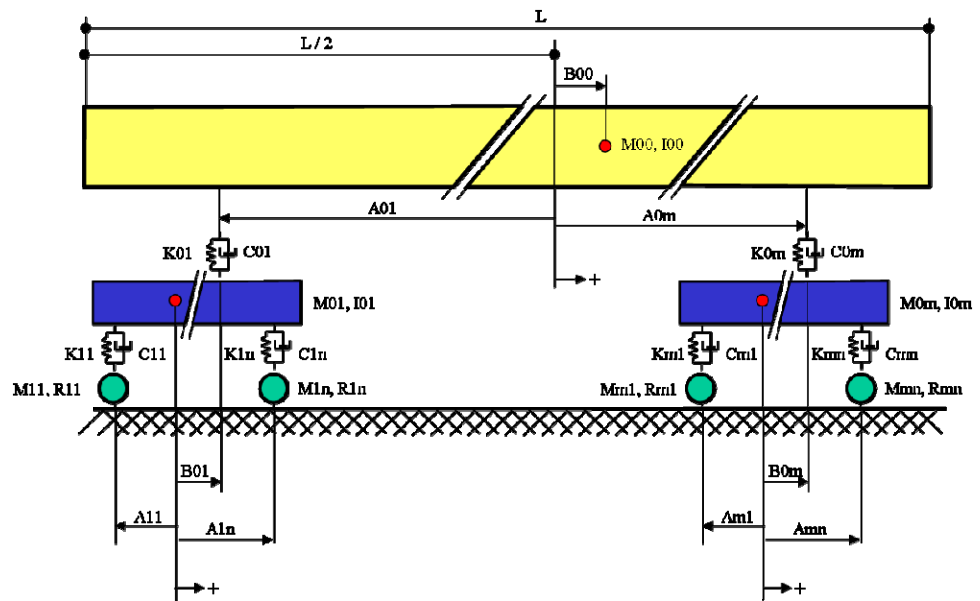 L
L / 2
B00
M00, I00
A01
A0m
K01
C01
K0m
C0m
+
M01, I01
M0m, I0m
K11
C11
K1n
C1n
Km1
Cm1
Kmn
Cmn
M11, R11
M1n, R1n
Mm1, Rm1
Mmn, Rmn
B01
B0m
A11
A1n
Am1
Amn
+
+